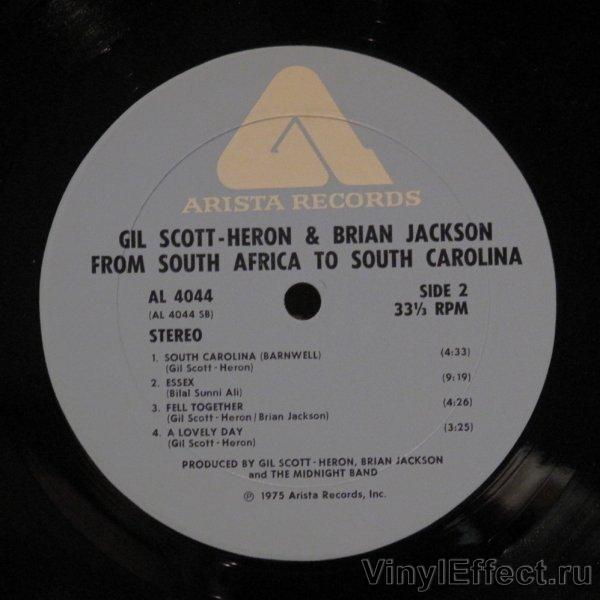 ARISTA RECORDS
GIL SCOTT-HERON & BRIAN JACKSON
FROM SOUTH AFRICA TO SOUTH CAROLINA
AL 4044 SIDE 2
(AL 4044 SB) 33⅓ RPM
STEREO
1. SOUTH CAROLINA (BARNWELL) (4:33)
(Gil Scott-Heron)
2. ESSEX (9:19)
(Bilal Sunni Ali)
3. FELL TOGETHER (4:26)
(Gil Scott-Heron/Brian Jackson)
4. A LOVELY DAY (3:25)
(Gil Scott-Heron)
PRODUCED BY GIL SCOTT-HERON, BRIAN JACKSON
and THE MIDNIGHT BAND
℗ 1975 Arista Records, Inc.
VinylEffect.ru